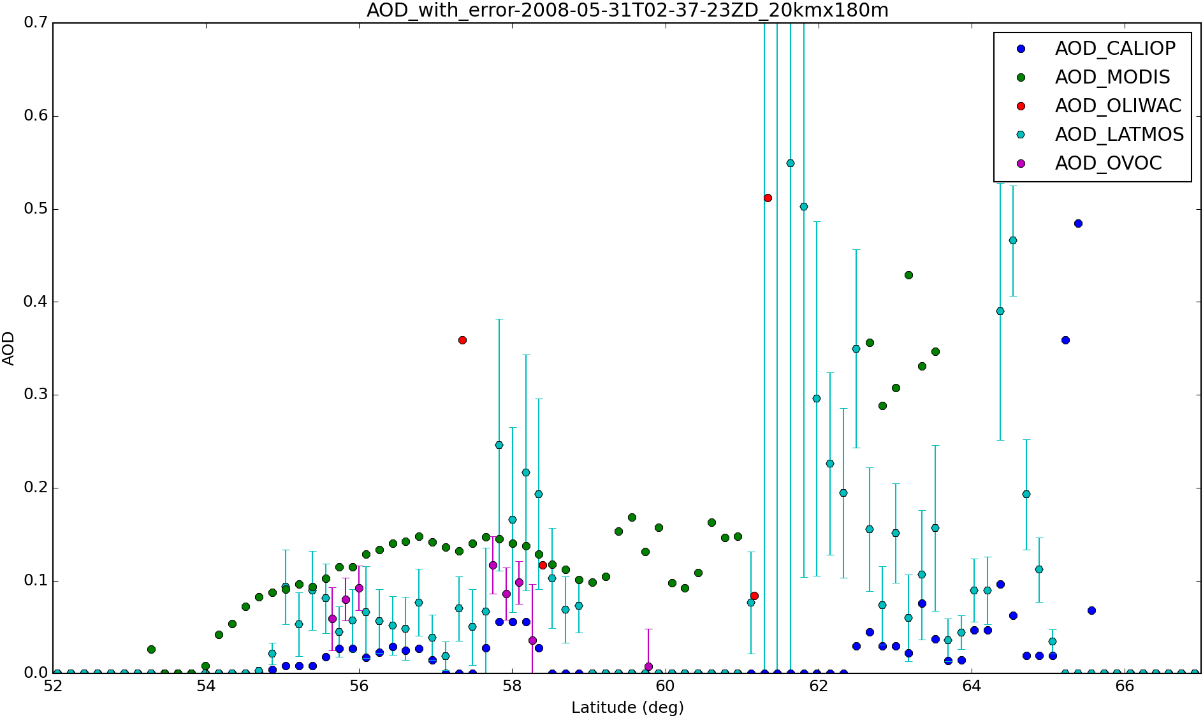 AOD_with_error-2008-05-31T02-37-23ZD_20kmx180m
0.7
0.6
0.5
0.4
0.3
0.2
0.1
0.0
AOD
AOD_CALIOP
AOD_MODIS
AOD_OLIWAC
AOD_LATMOS
AOD_OVOC
52 54 56 58 60 62 64 66
Latitude (deg)